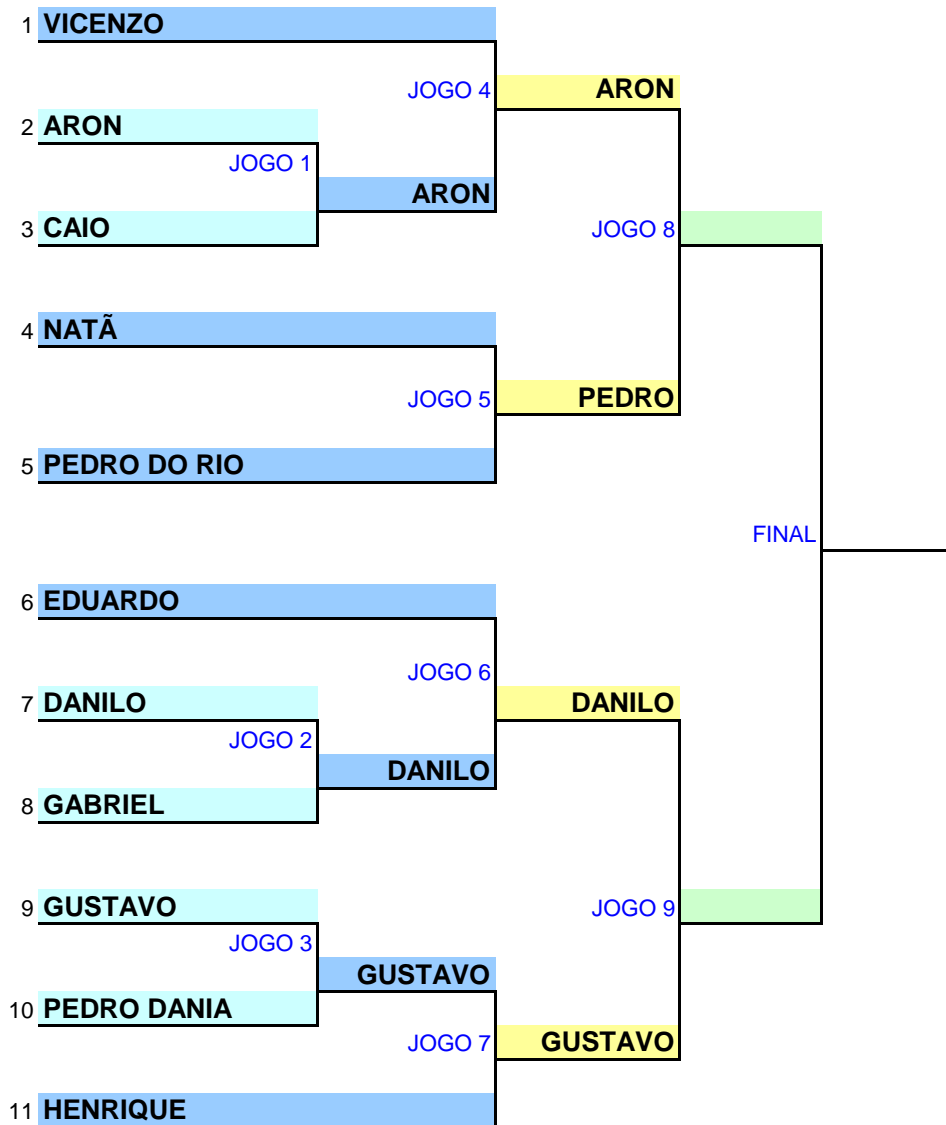 1 VICENZO
JOGO 4 ARON
2 ARON
JOGO 1
ARON
3 CAIO
JOGO 8
4 NATÃ
JOGO 5 PEDRO
5 PEDRO DO RIO
FINAL
6 EDUARDO
JOGO 6
7 DANILO
DANILO
JOGO 2
DANILO
8 GABRIEL
9 GUSTAVO
JOGO 9
JOGO 3
GUSTAVO
10 PEDRO DANIA
JOGO 7 GUSTAVO
11 HENRIQUE